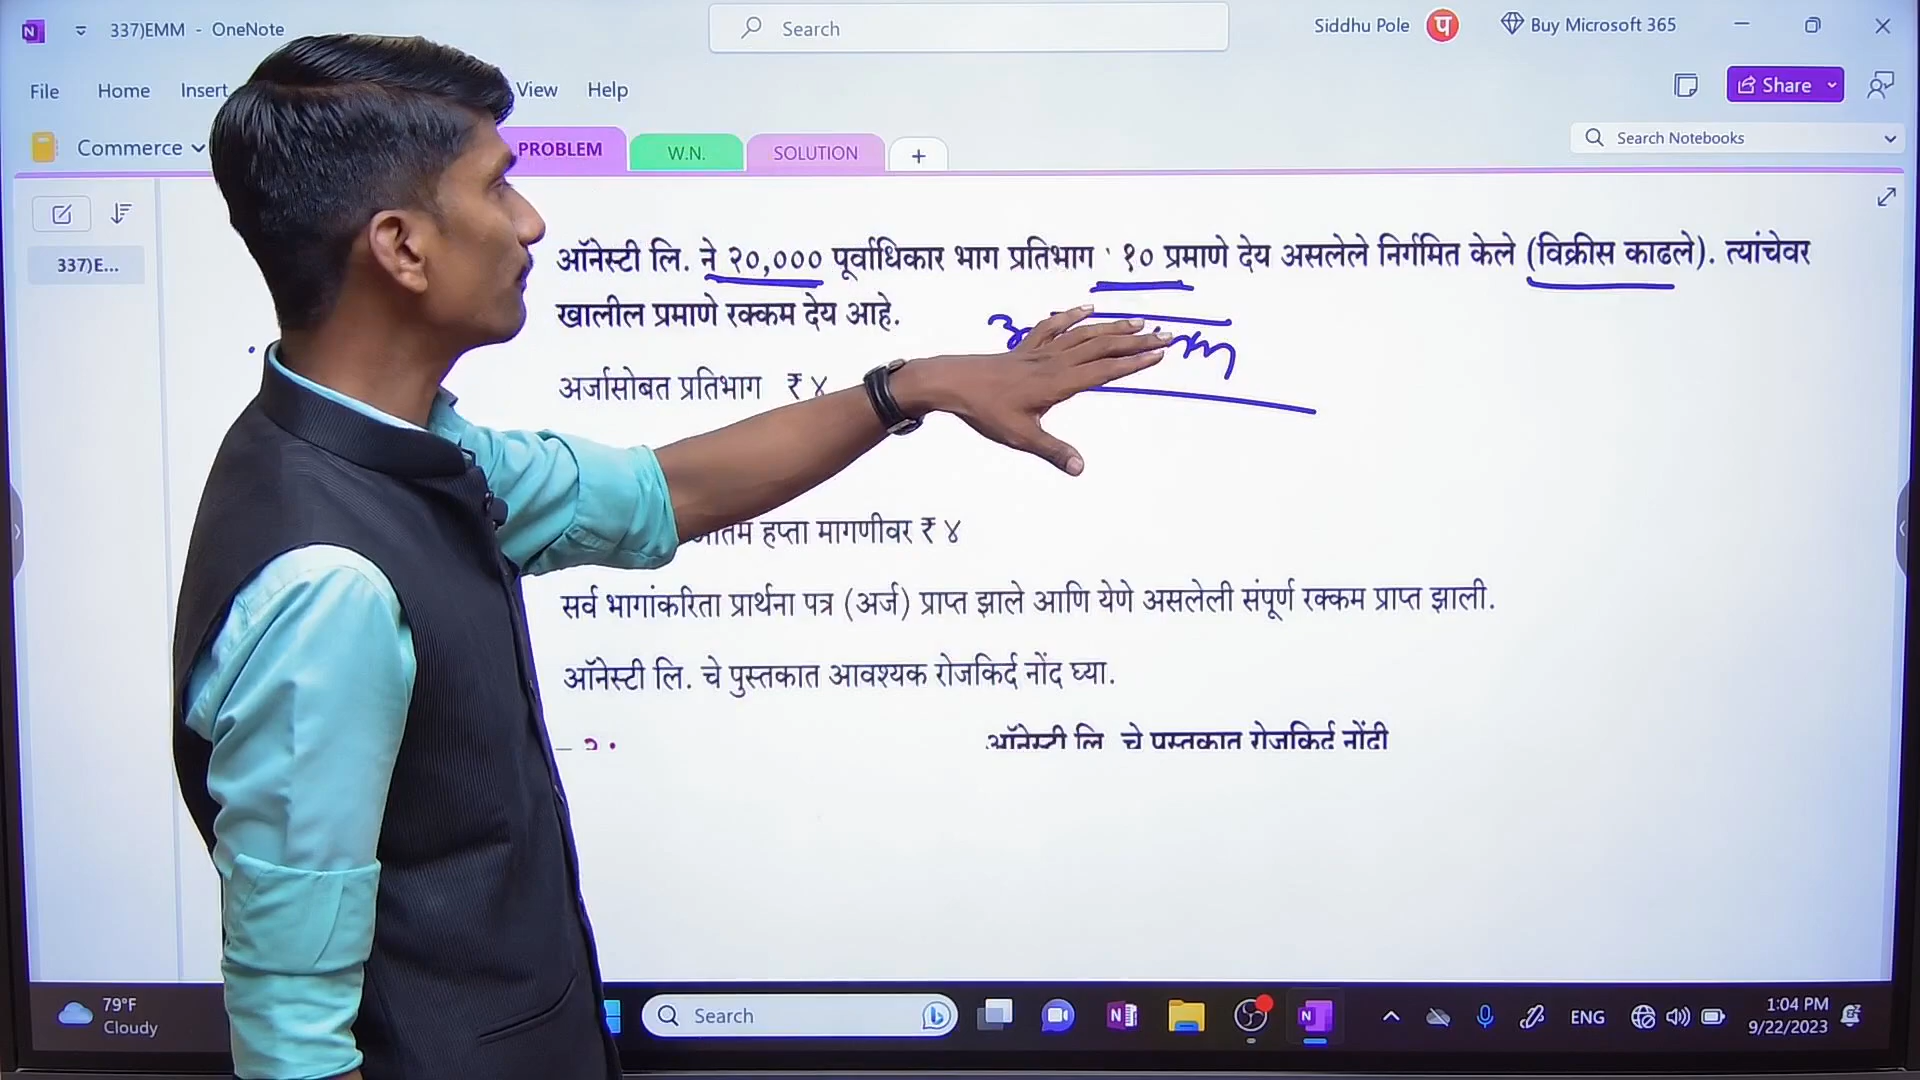 337)EMM - OneNote
Search
Siddhu Pole
प
Buy Microsoft 365
File Home Insert View Help
Share
Commerce
PROBLEM
W.N.
SOLUTION
+
Search Notebooks
337)E...
ऑनेस्टी लि. ने २०,००० पूर्वाधिकार भाग प्रतिभाग ` १० प्रमाणे देय असलेले निर्गमित केले (विक्रीस काढले). त्यांचेवर
खालील प्रमाणे रक्कम देय आहे.
अर्जासोबत प्रतिभाग ₹ ४
हप्ता मागणीवर ₹ ४
सर्व भागांकरिता प्रार्थना पत्र (अर्ज) प्राप्त झाले आणि येणे असलेली संपूर्ण रक्कम प्राप्त झाली.
ऑनेस्टी लि. चे पुस्तकात आवश्यक रोजकिर्द नोंद घ्या.
ऑनेस्टी लि. चे पुस्तकात रोजकिर्द नोंदी
79°F
Cloudy
Search
ENG
1:04 PM
9/22/2023